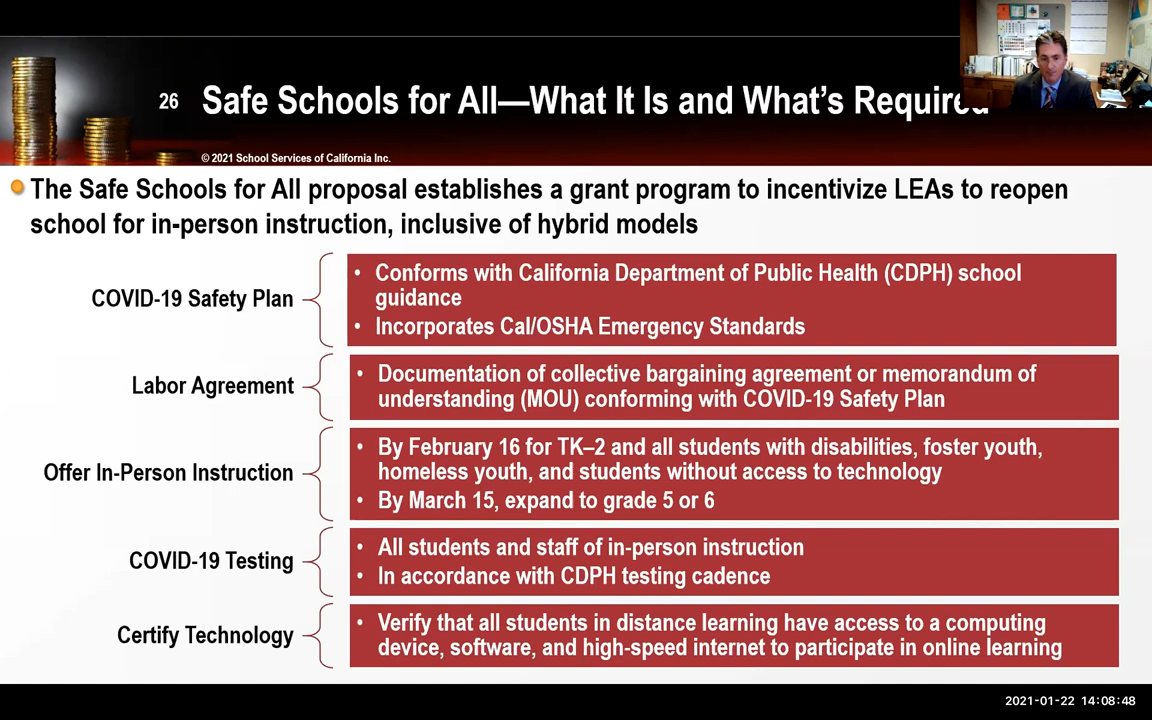 26 Safe Schools for All—What It Is and What's Required
© 2021 School Services of California Inc.
The Safe Schools for All proposal establishes a grant program to incentivize LEAs to reopen
school for in-person instruction, inclusive of hybrid models
COVID-19 Safety Plan
• Conforms with California Department of Public Health (CDPH) school
guidance
• Incorporates Cal/OSHA Emergency Standards
Labor Agreement
• Documentation of collective bargaining agreement or memorandum of
understanding (MOU) conforming with COVID-19 Safety Plan
Offer In-Person Instruction
• By February 16 for TK–2 and all students with disabilities, foster youth,
homeless youth, and students without access to technology
• By March 15, expand to grade 5 or 6
COVID-19 Testing
• All students and staff of in-person instruction
• In accordance with CDPH testing cadence
Certify Technology
• Verify that all students in distance learning have access to a computing
device, software, and high-speed internet to participate in online learning
2021-01-22 14:08:48